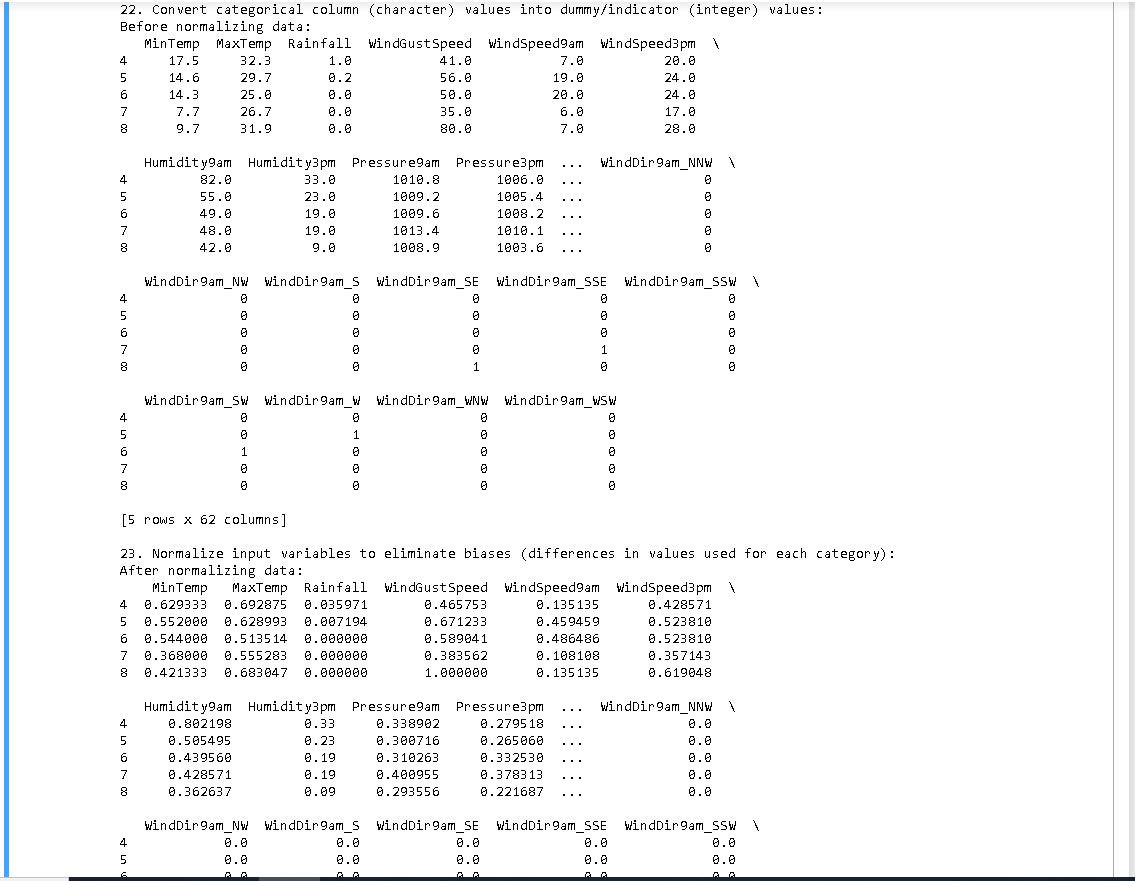 22. Convert categorical column (character) values into dummy/indicator (integer) values:
Before normalizing data:
MinTemp MaxTemp Rainfall WindGustSpeed WindSpeed9am WindSpeed3pm \
4 17.5 32.3 1.0 41.0 7.0 20.0
5 14.6 29.7 0.2 56.0 19.0 24.0
6 14.3 25.0 0.0 50.0 20.0 24.0
7 7.7 26.7 0.0 35.0 6.0 17.0
8 9.7 31.9 0.0 80.0 7.0 28.0
Humidity9am Humidity3pm Pressure9am Pressure3pm ... WindDir9am_NNW \
4 82.0 33.0 1010.8 1006.0 ... 0
5 55.0 23.0 1009.2 1005.4 ... 0
6 49.0 19.0 1009.6 1008.2 ... 0
7 48.0 19.0 1013.4 1010.1 ... 0
8 42.0 9.0 1008.9 1003.6 ... 0
WindDir9am_NW WindDir9am_S WindDir9am_SE WindDir9am_SSE WindDir9am_SSW \
4 0 0 0 0 0
5 0 0 0 0 0
6 0 0 0 0 0
7 0 0 0 1 0
8 0 0 1 0 0
WindDir9am_SW WindDir9am_W WindDir9am_WNW WindDir9am_WSW
4 0 0 0 0
5 0 1 0 0
6 1 0 0 0
7 0 0 0 0
8 0 0 0 0
[5 rows x 62 columns]
23. Normalize input variables to eliminate biases (differences in values used for each category):
After normalizing data:
MinTemp MaxTemp Rainfall WindGustSpeed WindSpeed9am WindSpeed3pm \
4 0.629333 0.692875 0.035971 0.465753 0.135135 0.428571
5 0.552000 0.628993 0.007194 0.671233 0.459459 0.523810
6 0.544000 0.513514 0.000000 0.589041 0.486486 0.523810
7 0.368000 0.555283 0.000000 0.383562 0.108108 0.357143
8 0.421333 0.683047 0.000000 1.000000 0.135135 0.619048
Humidity9am Humidity3pm Pressure9am Pressure3pm ... WindDir9am_NNW \
4 0.802198 0.33 0.338902 0.279518 ... 0.0
5 0.505495 0.23 0.300716 0.265060 ... 0.0
6 0.439560 0.19 0.310263 0.332530 ... 0.0
7 0.428571 0.19 0.400955 0.378313 ... 0.0
8 0.362637 0.09 0.293556 0.221687 ... 0.0
WindDir9am_NW WindDir9am_S WindDir9am_SE WindDir9am_SSE WindDir9am_SSW \
4 0.0 0.0 0.0 0.0 0.0
5 0.0 0.0 0.0 0.0 0.0